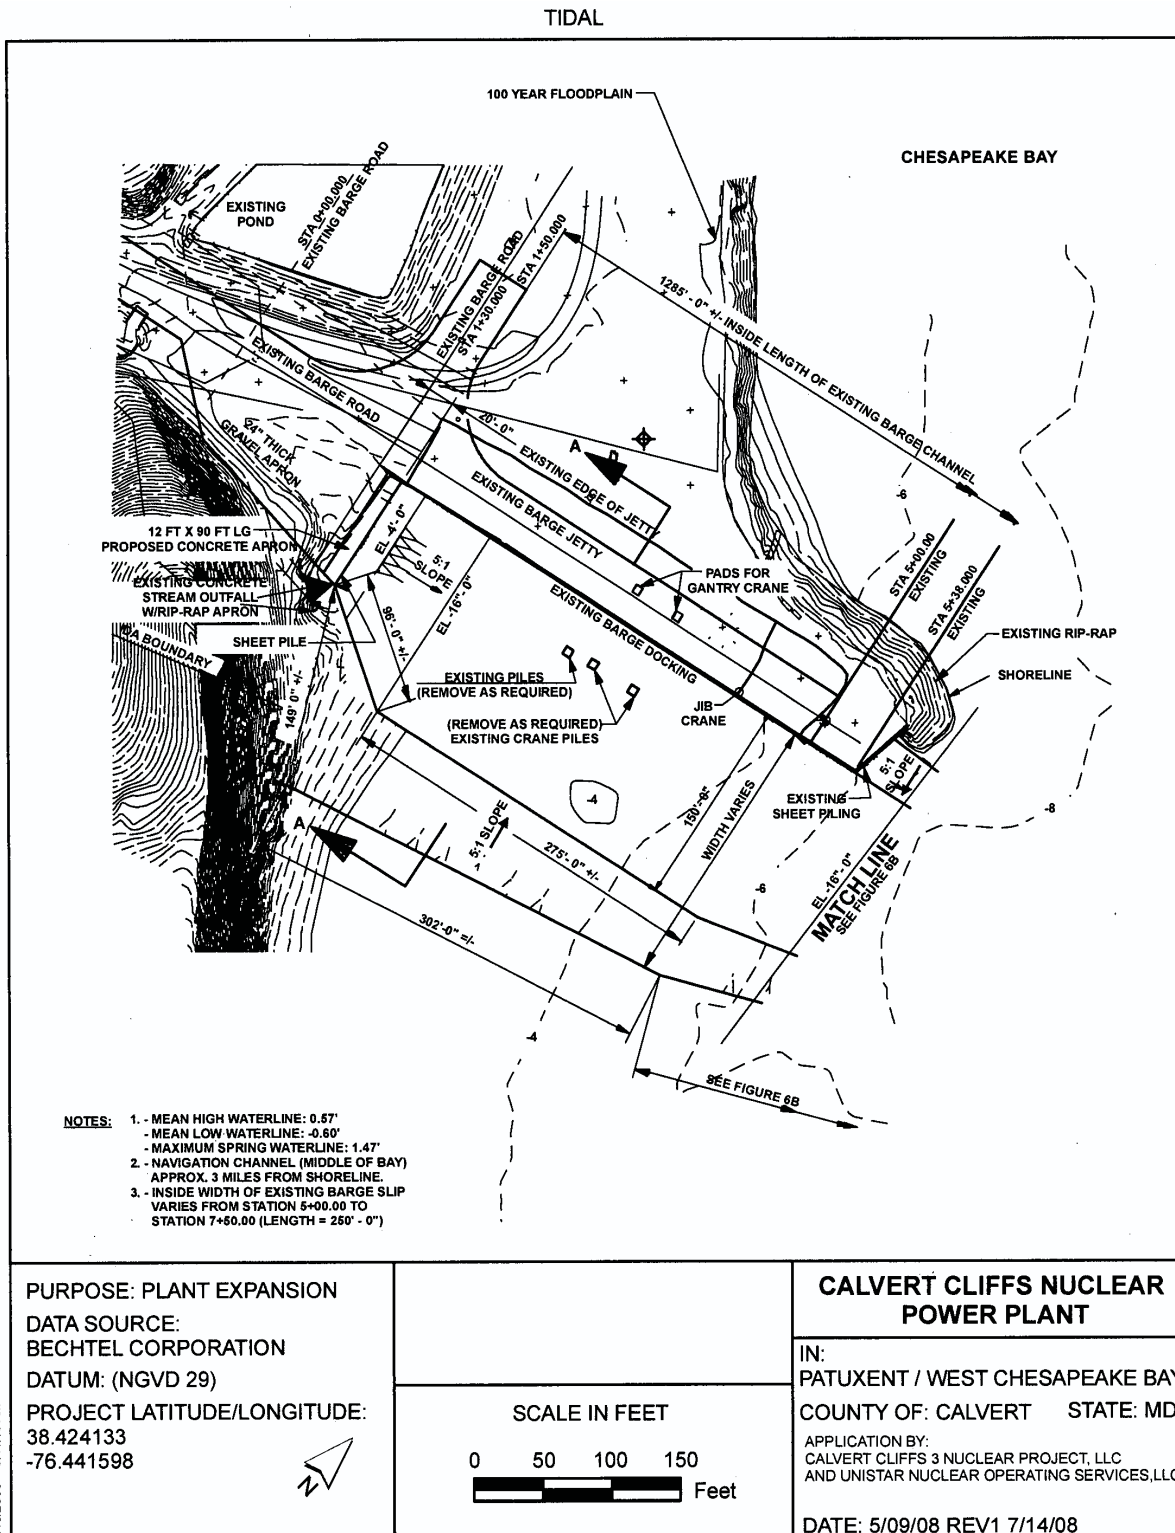 TIDAL
100 YEAR FLOODPLAIN
CHESAPEAKE BAY
EXISTING
POND
STA 0+00.000
EXISTING BARGE ROAD
EXISTING BARGE ROAD
STA 1+30.000
STA 1+50.000
1285' - 0" +/- INSIDE LENGTH OF EXISTING BARGE CHANNEL
EXISTING BARGE ROAD
24" THICK
GRAVEL APRON
20'- 0"
A
EXISTING EDGE OF JETTY
EXISTING BARGE JETTY
-6
12 FT X 90 FT LG
PROPOSED CONCRETE APRON
EL -4'- 0"
5:1
SLOPE
EL -16"- 0"
EXISTING CONCRETE
STREAM OUTFALL
W/RIP-RAP APRON
PADS FOR
GANTRY CRANE
STA 5+00.00
EXISTING
STA 5+38.000
EXISTING
EXISTING BARGE DOCKING
96'- 0" +/-
SHEET PILE
BOUNDARY
EXISTING RIP-RAP
SHORELINE
EXISTING PILES
(REMOVE AS REQUIRED)
JIB
CRANE
149' 0" +/-
(REMOVE AS REQUIRED)
EXISTING CRANE PILES
5:1
SLOPE
-4
150'-0"
WIDTH VARIES
EXISTING
SHEET PILING
-8
A
5:1 SLOPE
275'- 0" +/-
-6
EL -16"- 0"
MATCH LINE
SEE FIGURE 6B
302'-0" =/-
-4
SEE FIGURE 6B
NOTES: 1. - MEAN HIGH WATERLINE: 0.57'
- MEAN LOW WATERLINE: -0.60'
- MAXIMUM SPRING WATERLINE: 1.47'
2. - NAVIGATION CHANNEL (MIDDLE OF BAY)
APPROX. 3 MILES FROM SHORELINE.
3. - INSIDE WIDTH OF EXISTING BARGE SLIP
VARIES FROM STATION 5+00.00 TO
STATION 7+50.00 (LENGTH = 250' - 0")
PURPOSE: PLANT EXPANSION
DATA SOURCE:
BECHTEL CORPORATION
DATUM: (NGVD 29)
PROJECT LATITUDE/LONGITUDE:
38.424133
-76.441598
N
SCALE IN FEET
0 50 100 150
Feet
CALVERT CLIFFS NUCLEAR
POWER PLANT
IN:
PATUXENT / WEST CHESAPEAKE BAY
COUNTY OF: CALVERT STATE: MD
APPLICATION BY:
CALVERT CLIFFS 3 NUCLEAR PROJECT, LLC
AND UNISTAR NUCLEAR OPERATING SERVICES,LLC
DATE: 5/09/08 REV1 7/14/08